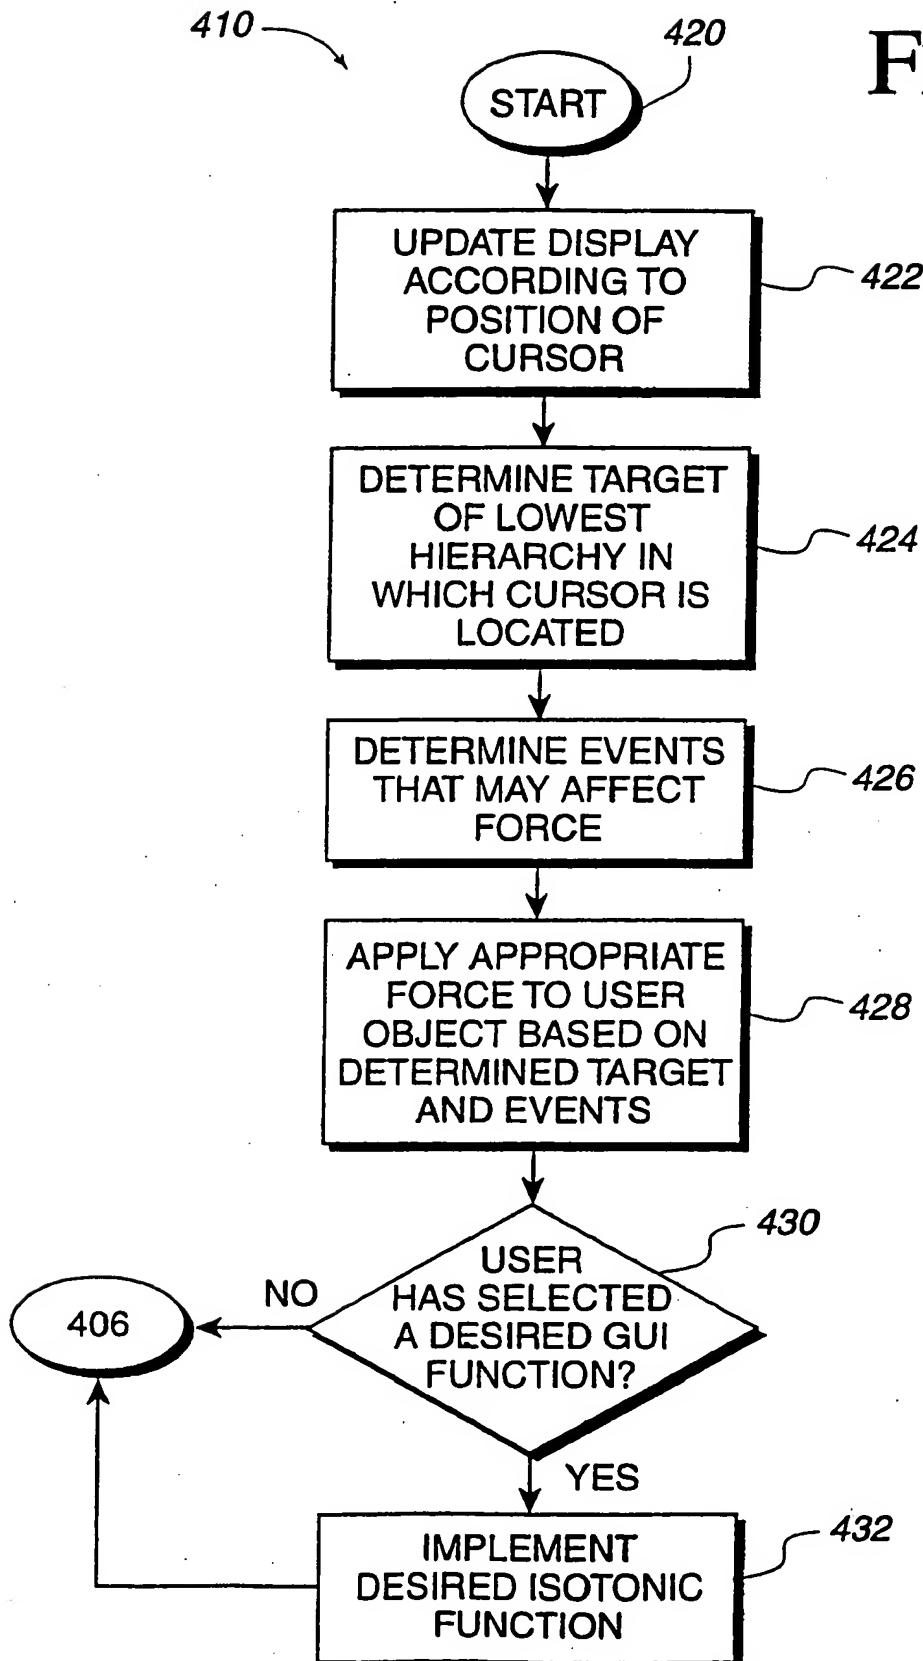 410
420
F
START
UPDATE DISPLAY
ACCORDING TO
POSITION OF
CURSOR
422
DETERMINE TARGET
OF LOWEST
HIERARCHY IN
WHICH CURSOR IS
LOCATED
424
DETERMINE EVENTS
THAT MAY AFFECT
FORCE
426
APPLY APPROPRIATE
FORCE TO USER
OBJECT BASED ON
DETERMINED TARGET
AND EVENTS
428
430
USER
HAS SELECTED
A DESIRED GUI
FUNCTION?
NO
406
YES
IMPLEMENT
DESIRED ISOTONIC
FUNCTION
432